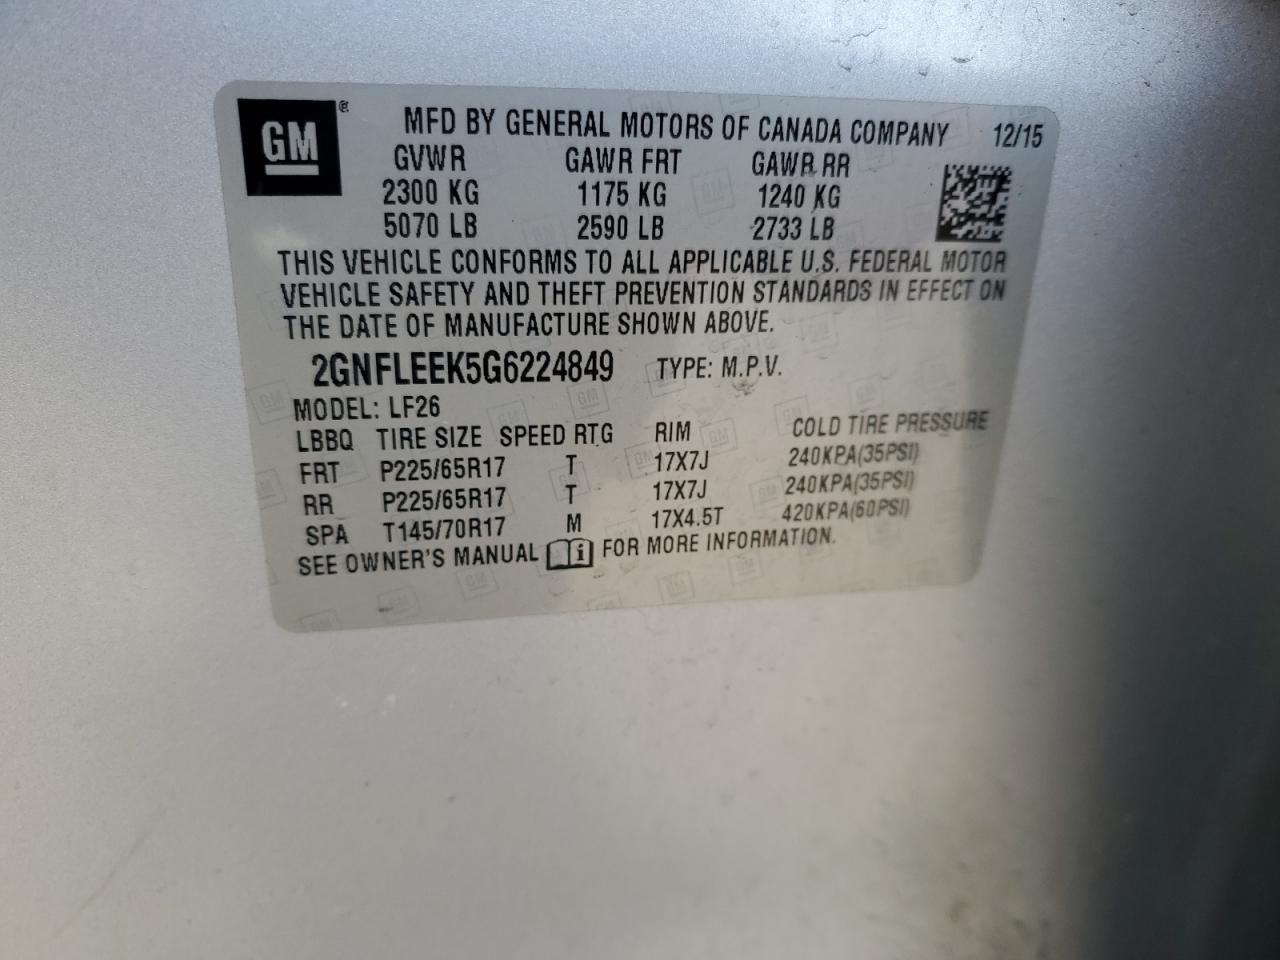 GM®
MFD BY GENERAL MOTORS OF CANADA COMPANY 12/15
GVWR GAWR FRT GAWR RR
2300 KG 1175 KG 1240 KG
5070 LB 2590 LB 2733 LB
THIS VEHICLE CONFORMS TO ALL APPLICABLE U.S. FEDERAL MOTOR
VEHICLE SAFETY AND THEFT PREVENTION STANDARDS IN EFFECT ON
THE DATE OF MANUFACTURE SHOWN ABOVE.
2GNFLEEK5G6224849 TYPE: M.P.V.
MODEL: LF26
LBBQ TIRE SIZE SPEED RTG RIM COLD TIRE PRESSURE
FRT P225/65R17 T 17X7J 240KPA(35PSI)
RR P225/65R17 T 17X7J 240KPA(35PSI)
SPA T145/70R17 M 17X4.5T 420KPA(60PSI)
SEE OWNER'S MANUAL i FOR MORE INFORMATION.